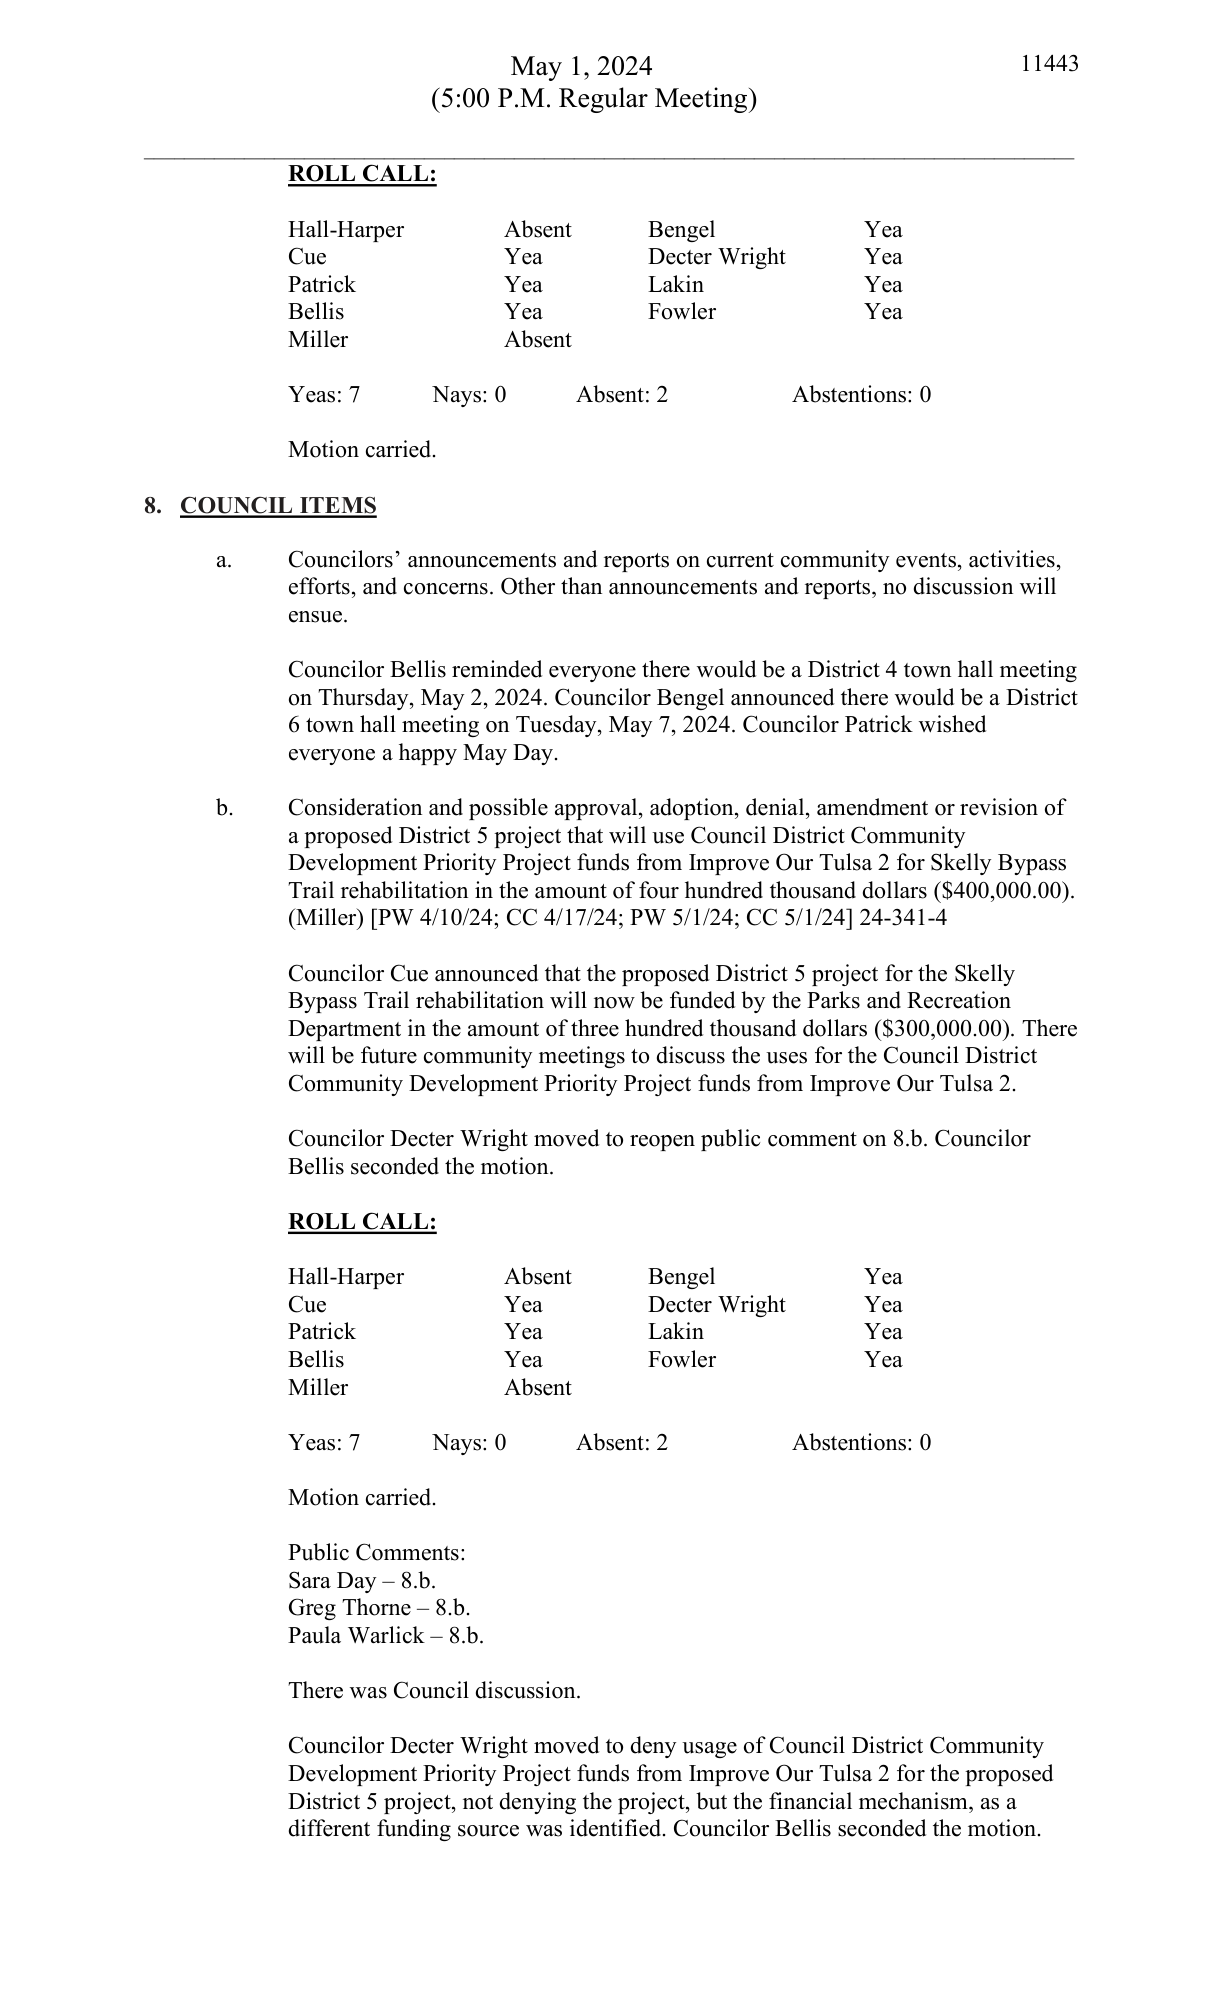 May 1, 2024 11443
(5:00 P.M. Regular Meeting)
ROLL CALL:
Hall-Harper Absent Bengel Yea
Cue Yea Decter Wright Yea
Patrick Yea Lakin Yea
Bellis Yea Fowler Yea
Miller Absent
Yeas: 7 Nays: 0 Absent: 2 Abstentions: 0
Motion carried.
8. COUNCIL ITEMS
a. Councilors’ announcements and reports on current community events, activities,
efforts, and concerns. Other than announcements and reports, no discussion will
ensue.
Councilor Bellis reminded everyone there would be a District 4 town hall meeting
on Thursday, May 2, 2024. Councilor Bengel announced there would be a District
6 town hall meeting on Tuesday, May 7, 2024. Councilor Patrick wished
everyone a happy May Day.
b. Consideration and possible approval, adoption, denial, amendment or revision of
a proposed District 5 project that will use Council District Community
Development Priority Project funds from Improve Our Tulsa 2 for Skelly Bypass
Trail rehabilitation in the amount of four hundred thousand dollars ($400,000.00).
(Miller) [PW 4/10/24; CC 4/17/24; PW 5/1/24; CC 5/1/24] 24-341-4
Councilor Cue announced that the proposed District 5 project for the Skelly
Bypass Trail rehabilitation will now be funded by the Parks and Recreation
Department in the amount of three hundred thousand dollars ($300,000.00). There
will be future community meetings to discuss the uses for the Council District
Community Development Priority Project funds from Improve Our Tulsa 2.
Councilor Decter Wright moved to reopen public comment on 8.b. Councilor
Bellis seconded the motion.
ROLL CALL:
Hall-Harper Absent Bengel Yea
Cue Yea Decter Wright Yea
Patrick Yea Lakin Yea
Bellis Yea Fowler Yea
Miller Absent
Yeas: 7 Nays: 0 Absent: 2 Abstentions: 0
Motion carried.
Public Comments:
Sara Day – 8.b.
Greg Thorne – 8.b.
Paula Warlick – 8.b.
There was Council discussion.
Councilor Decter Wright moved to deny usage of Council District Community
Development Priority Project funds from Improve Our Tulsa 2 for the proposed
District 5 project, not denying the project, but the financial mechanism, as a
different funding source was identified. Councilor Bellis seconded the motion.